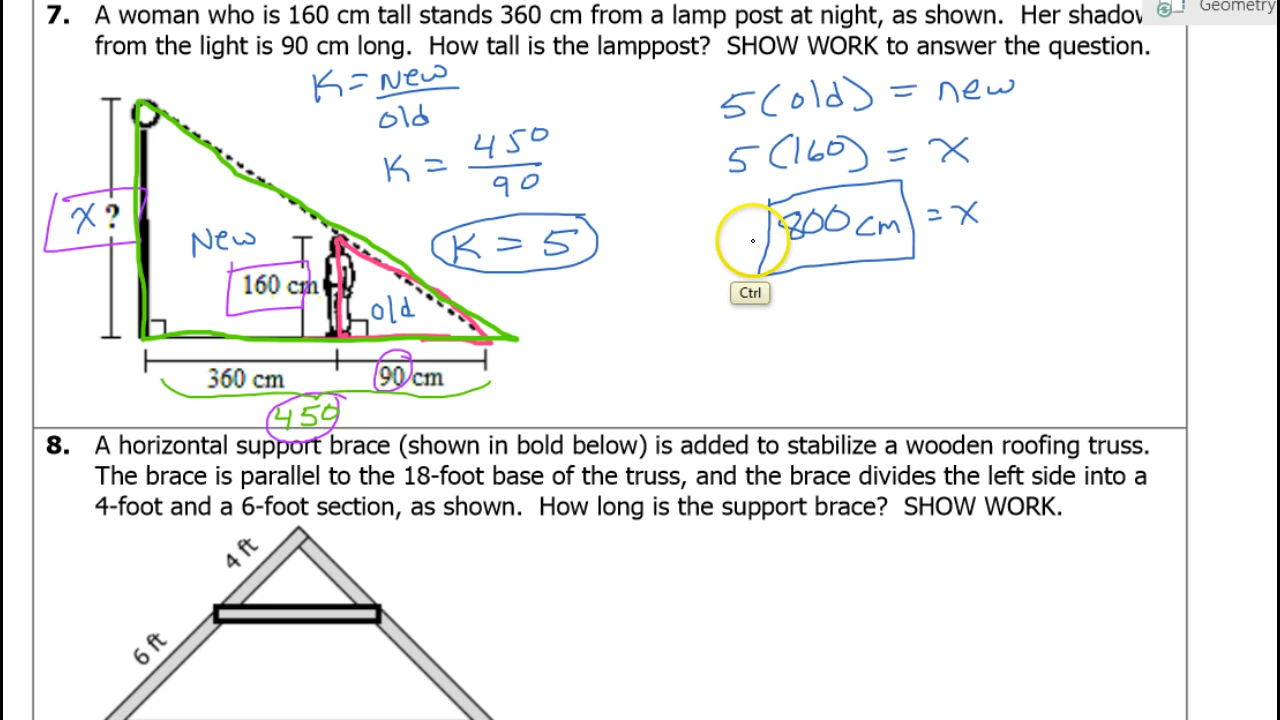 Geometry
7. A woman who is 160 cm tall stands 360 cm from a lamp post at night, as shown. Her shadow
from the light is 90 cm long. How tall is the lamppost? SHOW WORK to answer the question.
K = New
old
K = 450
90
K = 5
5 (old) = new
5 (160) = x
800 cm = x
x ?
New
160 cm
old
360 cm
90 cm
450
Ctrl
8. A horizontal support brace (shown in bold below) is added to stabilize a wooden roofing truss.
The brace is parallel to the 18-foot base of the truss, and the brace divides the left side into a
4-foot and a 6-foot section, as shown. How long is the support brace? SHOW WORK.
4 ft
6 ft